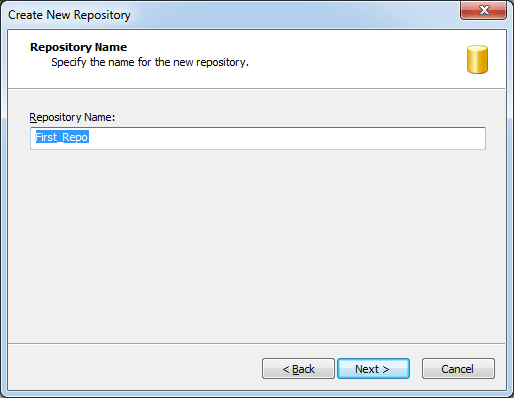 Create New Repository
Repository Name
Specify the name for the new repository.
Repository Name:
First_Repo
< Back
Next >
Cancel